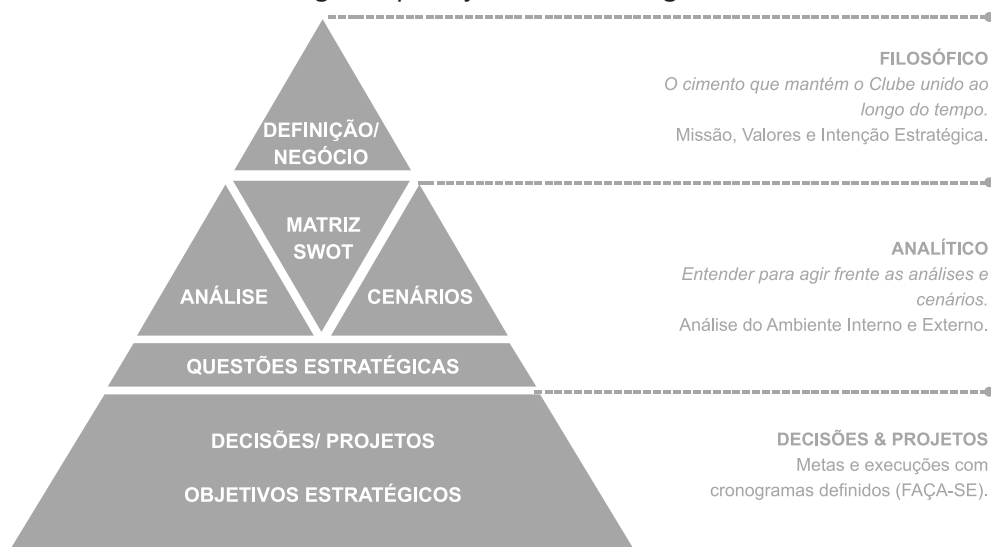 DEFINIÇÃO/
NEGÓCIO
FILOSÓFICO
O cimento que mantém o Clube unido ao
longo do tempo.
Missão, Valores e Intenção Estratégica.
MATRIZ
SWOT
ANÁLISE
CENÁRIOS
ANALÍTICO
Entender para agir frente as análises e
cenários.
Análise do Ambiente Interno e Externo.
QUESTÕES ESTRATÉGICAS
DECISÕES/ PROJETOS
OBJETIVOS ESTRATÉGICOS
DECISÕES & PROJETOS
Metas e execuções com
cronogramas definidos (FAÇA-SE).